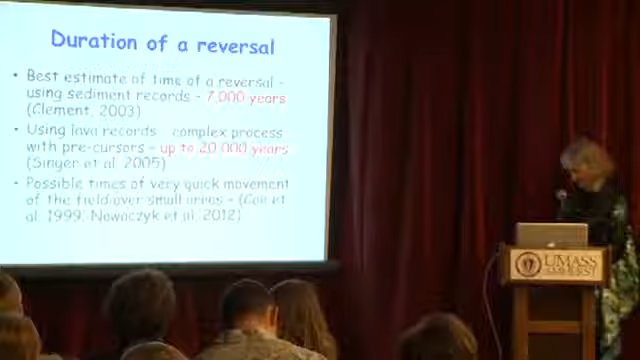 Duration of a reversal
• Best estimate of time of a reversal -
using sediment records - 7,000 years
(Clement, 2003)
• Using lava records - complex process
with pre-cursors - up to 20,000 years
(Singer et al. 2005)
• Possible times of very quick movement
of the field over small areas - (Coe et
al. 1999; Nowaczyk et al. 2012)
UMASS
AMHERST